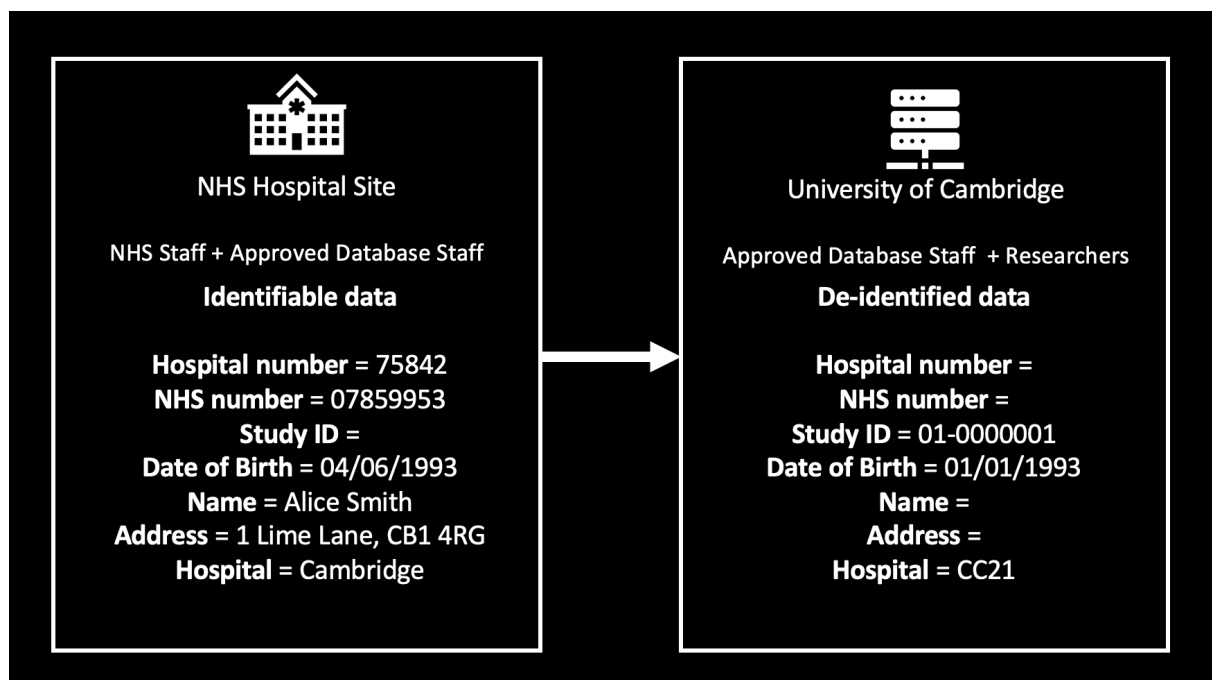 NHS Hospital Site
NHS Staff + Approved Database Staff
Identifiable data
Hospital number = 75842
NHS number = 07859953
Study ID =
Date of Birth = 04/06/1993
Name = Alice Smith
Address = 1 Lime Lane, CB1 4RG
Hospital = Cambridge
University of Cambridge
Approved Database Staff + Researchers
De-identified data
Hospital number =
NHS number =
Study ID = 01-0000001
Date of Birth = 01/01/1993
Name =
Address =
Hospital = CC21